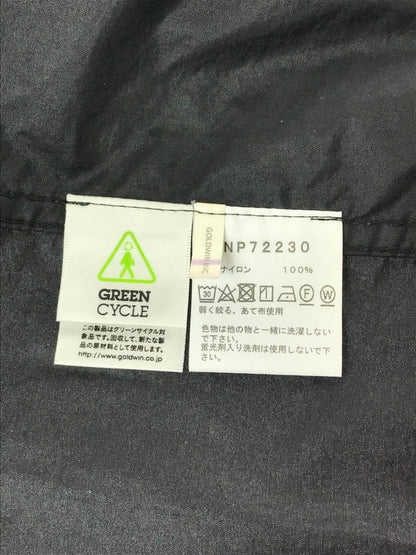 GREEN
CYCLE
この製品はグリーンサイクル対
象品です。回収して、新たな製
品の原材料として使用します。
http://www.goldwin.co.jp
GOLDWIN INC.
NP72230
ナイロン 100%
30 P W
弱く絞る、あて布使用
色物は他の物と一緒に洗濯しない
で下さい。
蛍光剤入り洗剤は使用しない
で下さい。